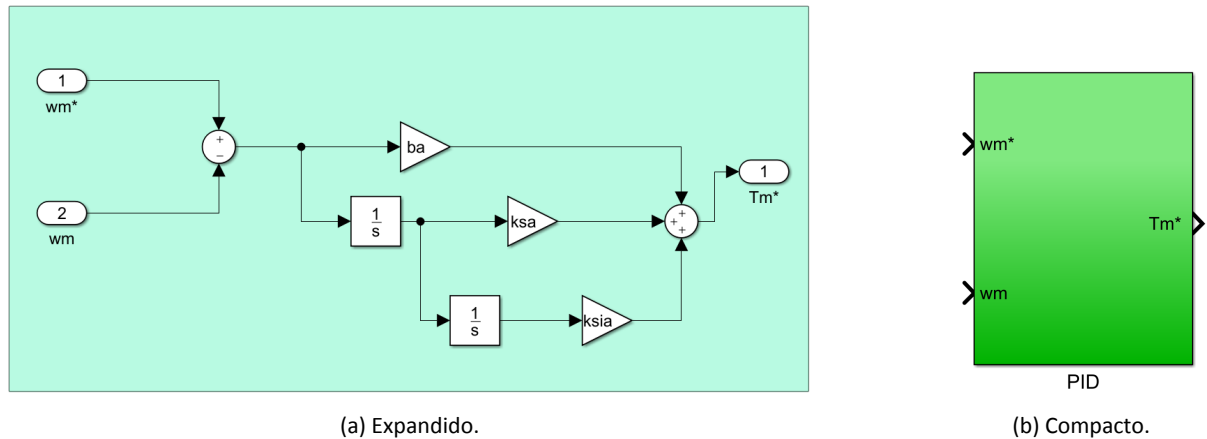 1
wm*
2
wm
+
−
ba
1
s
ksa
1
s
ksia
+
+
+
1
Tm*
(a) Expandido.
wm*
wm
Tm*
PID
(b) Compacto.